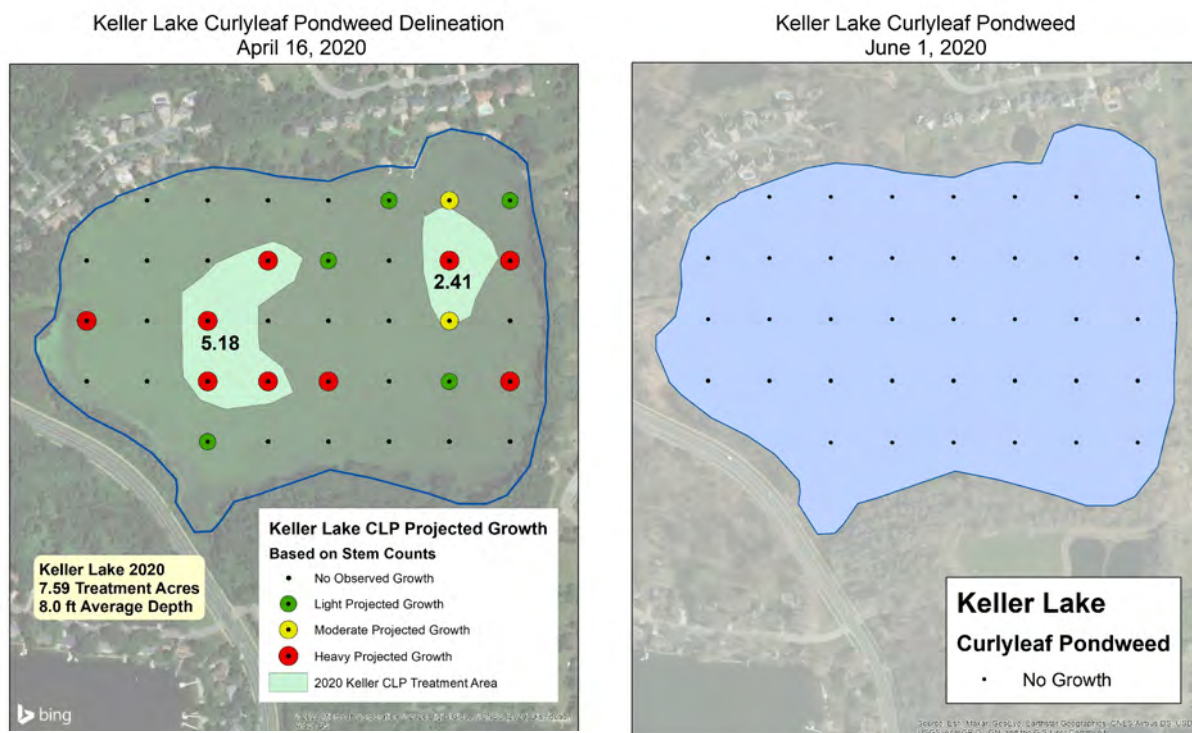 Keller Lake Curlyleaf Pondweed Delineation
April 16, 2020
2.41
5.18
Keller Lake 2020
7.59 Treatment Acres
8.0 ft Average Depth
Keller Lake CLP Projected Growth
Based on Stem Counts
No Observed Growth
Light Projected Growth
Moderate Projected Growth
Heavy Projected Growth
2020 Keller CLP Treatment Area
bing
Keller Lake Curlyleaf Pondweed
June 1, 2020
Keller Lake
Curlyleaf Pondweed
No Growth